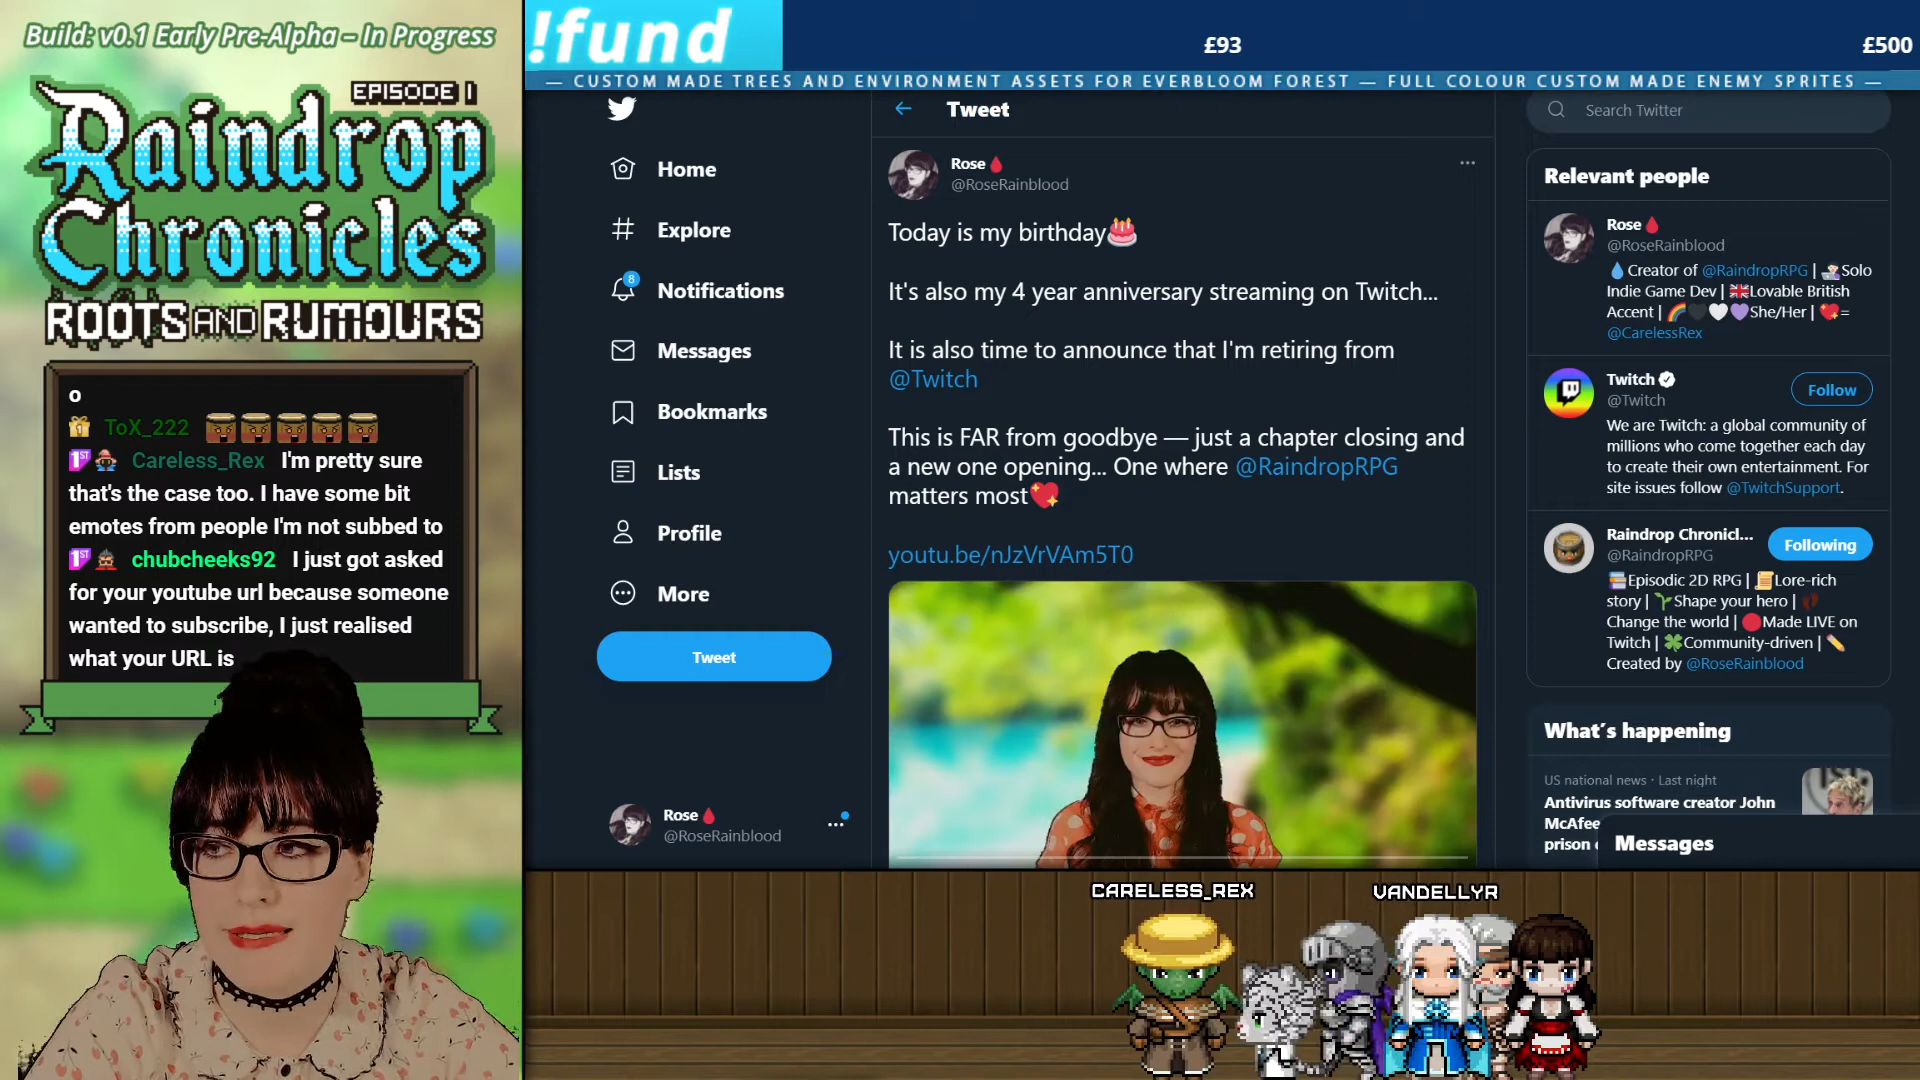 Build: v0.1 Early Pre-Alpha – In Progress
EPISODE I
Raindrop
Chronicles
ROOTS AND RUMOURS
o
ToX_222
Careless_Rex I'm pretty sure
that's the case too. I have some bit
emotes from people I'm not subbed to
chubcheeks92 I just got asked
for your youtube url because someone
wanted to subscribe, I just realised
what your URL is
!fund
£93
£500
— CUSTOM MADE TREES AND ENVIRONMENT ASSETS FOR EVERBLOOM FOREST — FULL COLOUR CUSTOM MADE ENEMY SPRITES —
Home
Explore
8
Notifications
Messages
Bookmarks
Lists
Profile
More
Tweet
Rose
@RoseRainblood
Tweet
Rose
@RoseRainblood
Today is my birthday🎂
It's also my 4 year anniversary streaming on Twitch...
It is also time to announce that I'm retiring from
@Twitch
This is FAR from goodbye — just a chapter closing and
a new one opening... One where @RaindropRPG
matters most💖
youtu.be/nJzVrVAm5T0
Search Twitter
Relevant people
Rose
@RoseRainblood
💧Creator of @RaindropRPG | 👩🏻‍💻Solo
Indie Game Dev | 🇬🇧Lovable British
Accent | 🌈🖤🤍💜She/Her | 💖=
@CarelessRex
Twitch
@Twitch
Follow
We are Twitch: a global community of
millions who come together each day
to create their own entertainment. For
site issues follow @TwitchSupport.
Raindrop Chronicl...
@RaindropRPG
Following
📚Episodic 2D RPG | 📜Lore-rich
story | 🌱Shape your hero | 👣
Change the world | 🔴Made LIVE on
Twitch | 🍀Community-driven | ✏️
Created by @RoseRainblood
What's happening
US national news · Last night
Antivirus software creator John
McAfee
prison
Messages
CARELESS_REX
VANDELLYR